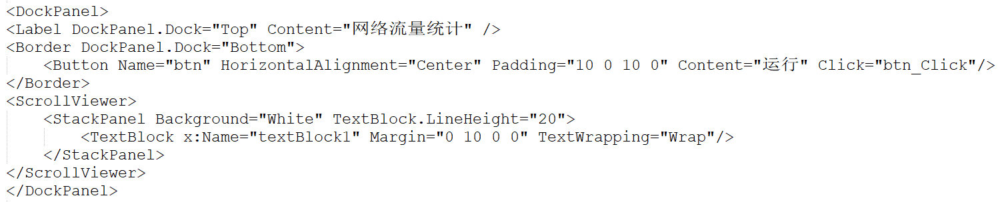 <DockPanel>
<Label DockPanel.Dock="Top" Content="网络流量统计" />
<Border DockPanel.Dock="Bottom">
    <Button Name="btn" HorizontalAlignment="Center" Padding="10 0 10 0" Content="运行" Click="btn_Click"/>
</Border>
<ScrollViewer>
    <StackPanel Background="White" TextBlock.LineHeight="20">
        <TextBlock x:Name="textBlock1" Margin="0 10 0 0" TextWrapping="Wrap"/>
    </StackPanel>
</ScrollViewer>
</DockPanel>